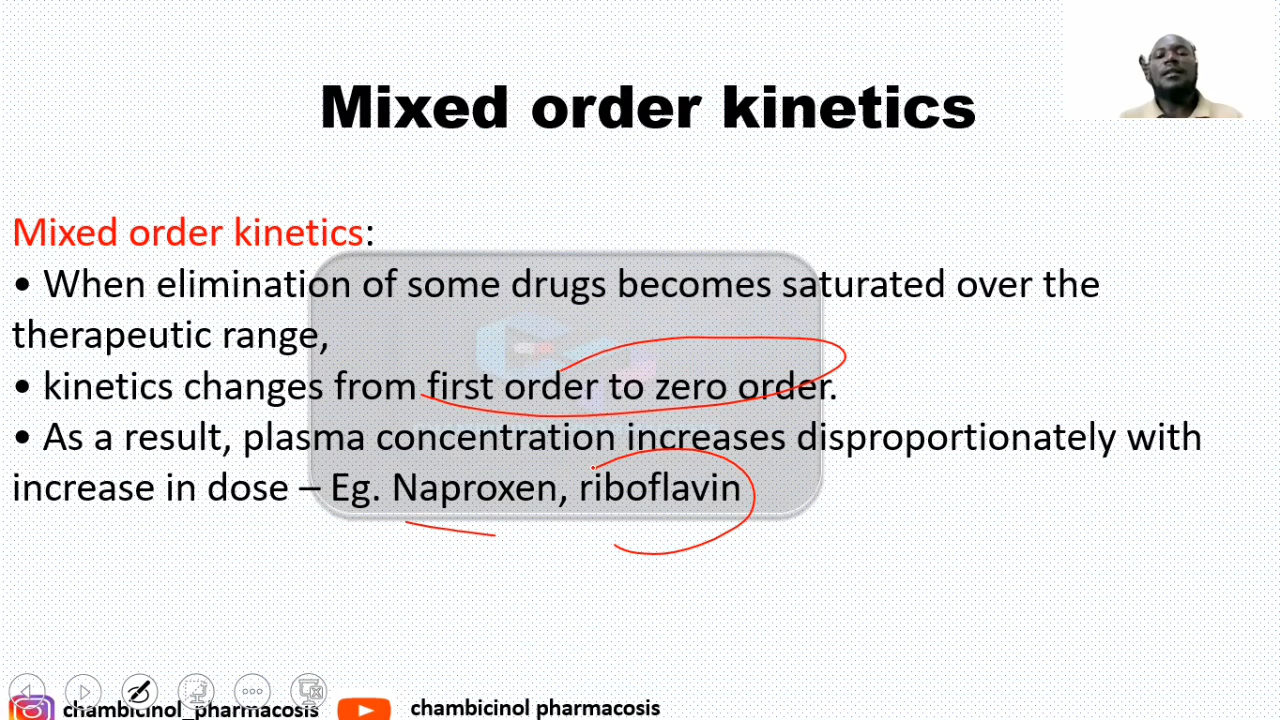 Mixed order kinetics
Mixed order kinetics:
• When elimination of some drugs becomes saturated over the
therapeutic range,
• kinetics changes from first order to zero order.
• As a result, plasma concentration increases disproportionately with
increase in dose – Eg. Naproxen, riboflavin
chambicinol_pharmacosis
chambicinol pharmacosis